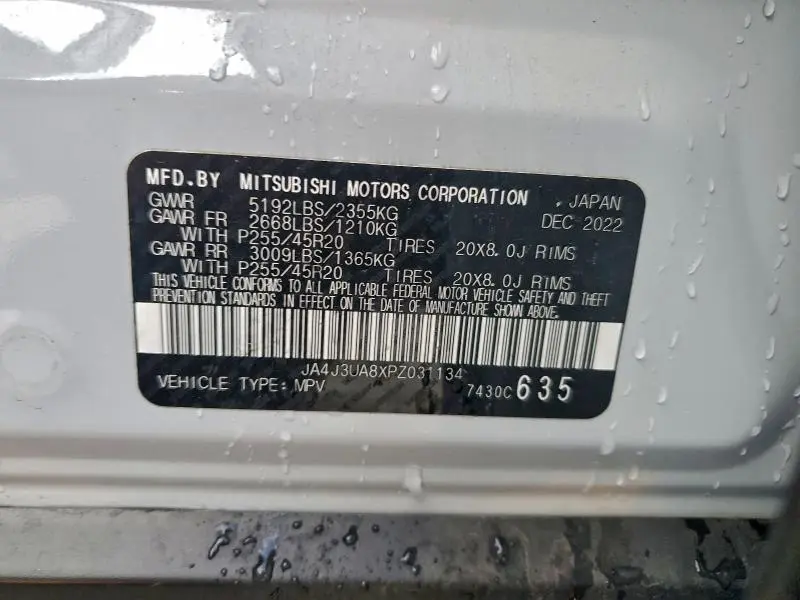 MFD.BY MITSUBISHI MOTORS CORPORATION , JAPAN
GVWR 5192LBS/2355KG DEC 2022
GAWR FR 2668LBS/1210KG
WITH P255/45R20 TIRES 20X8.0J RIMS
GAWR RR 3009LBS/1365KG
WITH P255/45R20 TIRES 20X8.0J RIMS
THIS VEHICLE CONFORMS TO ALL APPLICABLE FEDERAL MOTOR VEHICLE SAFETY AND THEFT
PREVENTION STANDARDS IN EFFECT ON THE DATE OF MANUFACTURE SHOWN ABOVE.
JA4J3UA8XPZ031134
VEHICLE TYPE: MPV 7430C 635